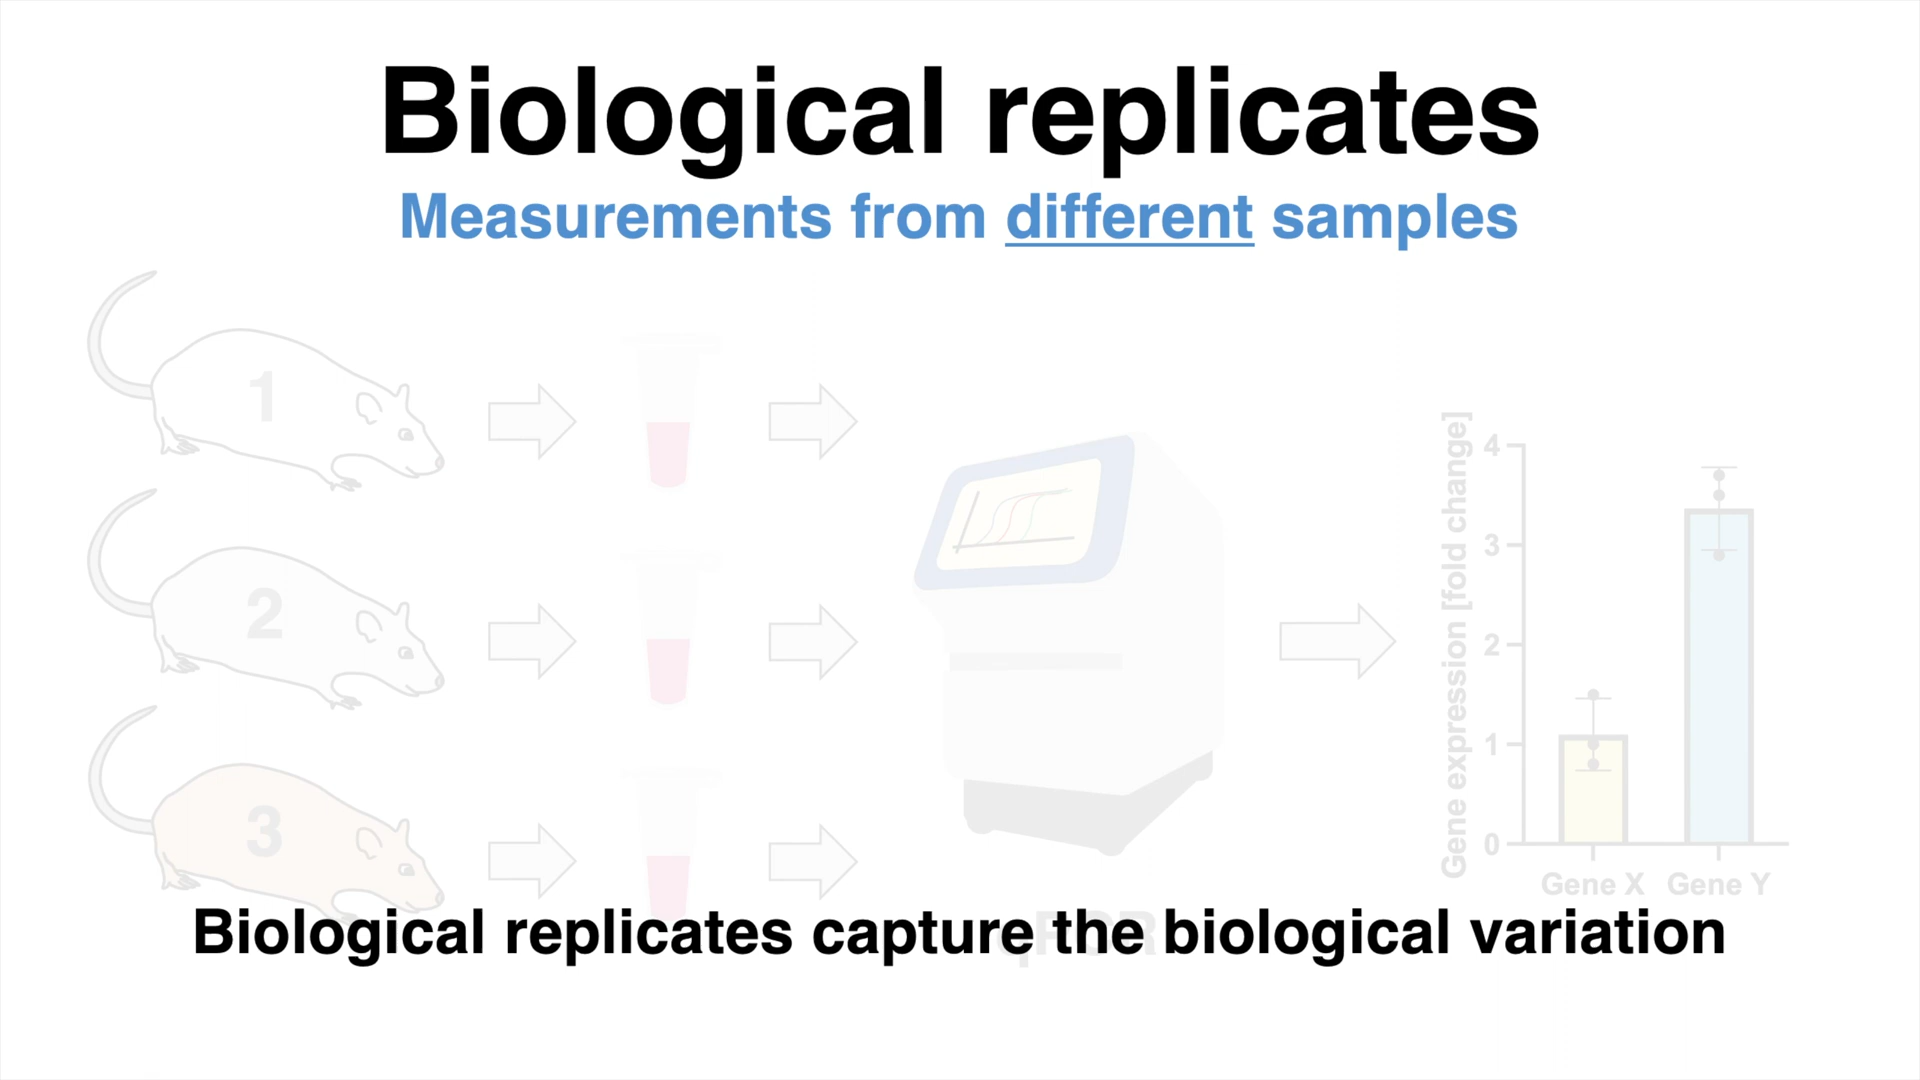 Biological replicates
Measurements from different samples
1
2
3
qPCR
Gene expression [fold change]
4
3
2
1
0
Gene X
Gene Y
Biological replicates capture the biological variation